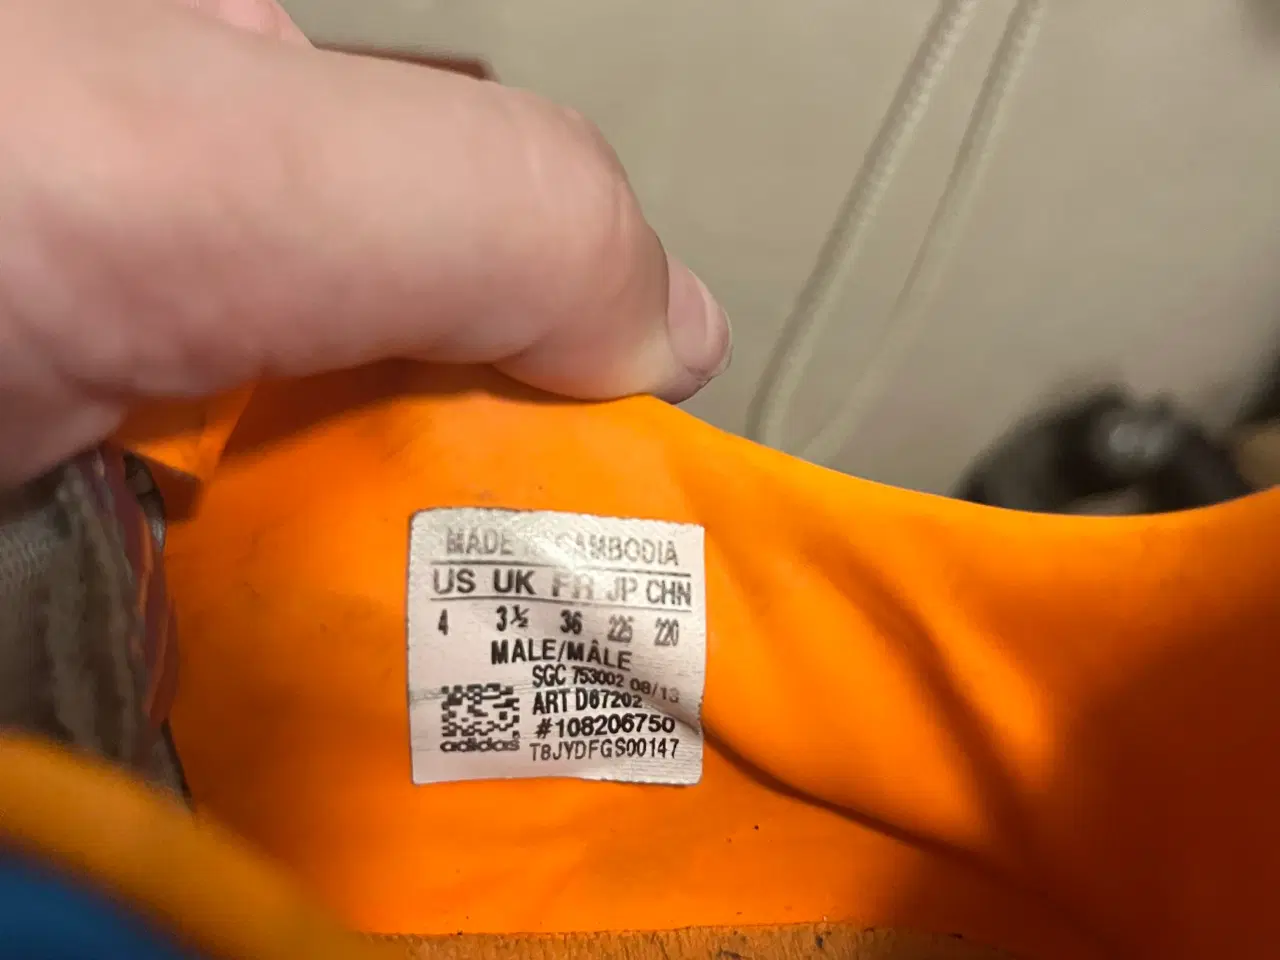 MADE IN CAMBODIA
US UK FR JP CHN
4 3½ 36 225 220
MALE/MÂLE
SGC 753002 08/13
ART D67202
#108206750
adidas T8JYDFGS00147